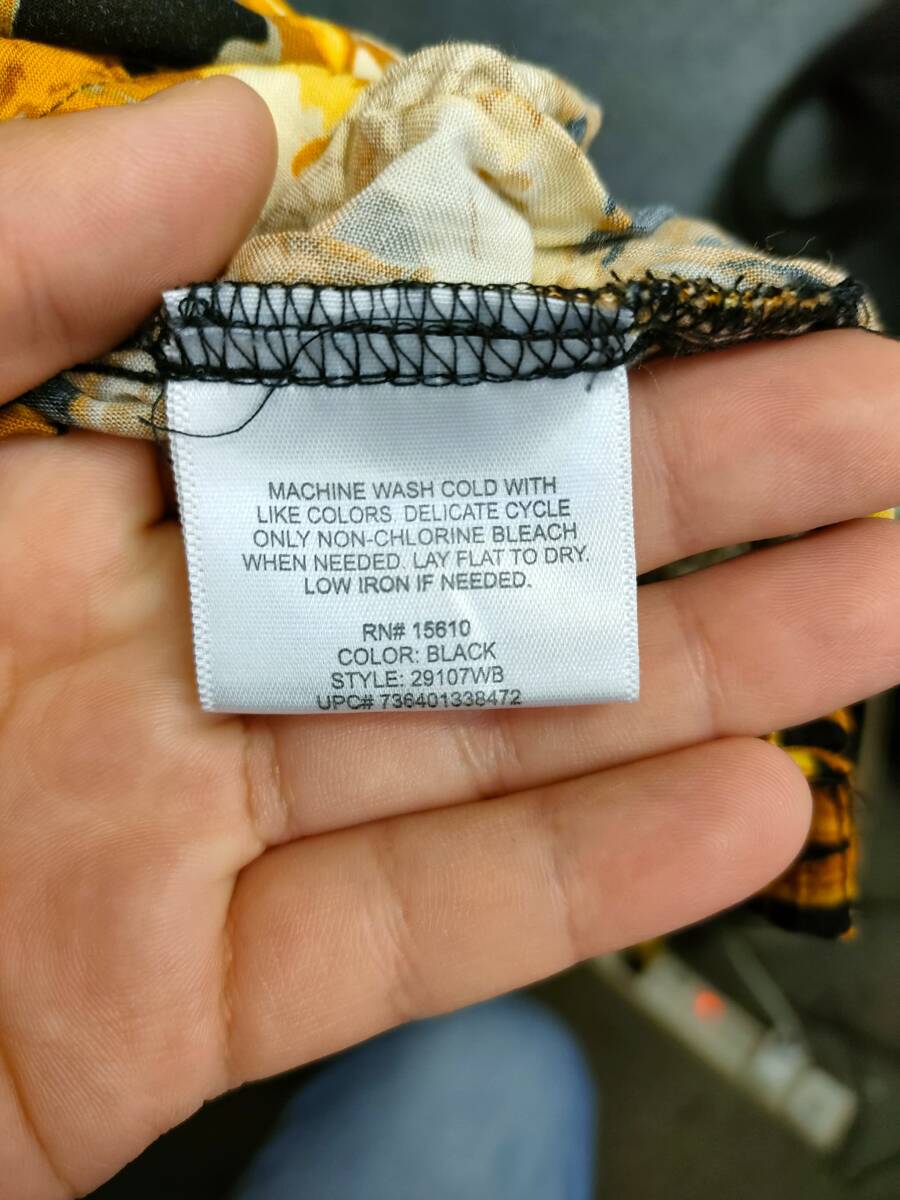 MACHINE WASH COLD WITH
LIKE COLORS DELICATE CYCLE
ONLY NON-CHLORINE BLEACH
WHEN NEEDED. LAY FLAT TO DRY.
LOW IRON IF NEEDED.
RN# 15610
COLOR: BLACK
STYLE: 29107WB
UPC# 736401338472